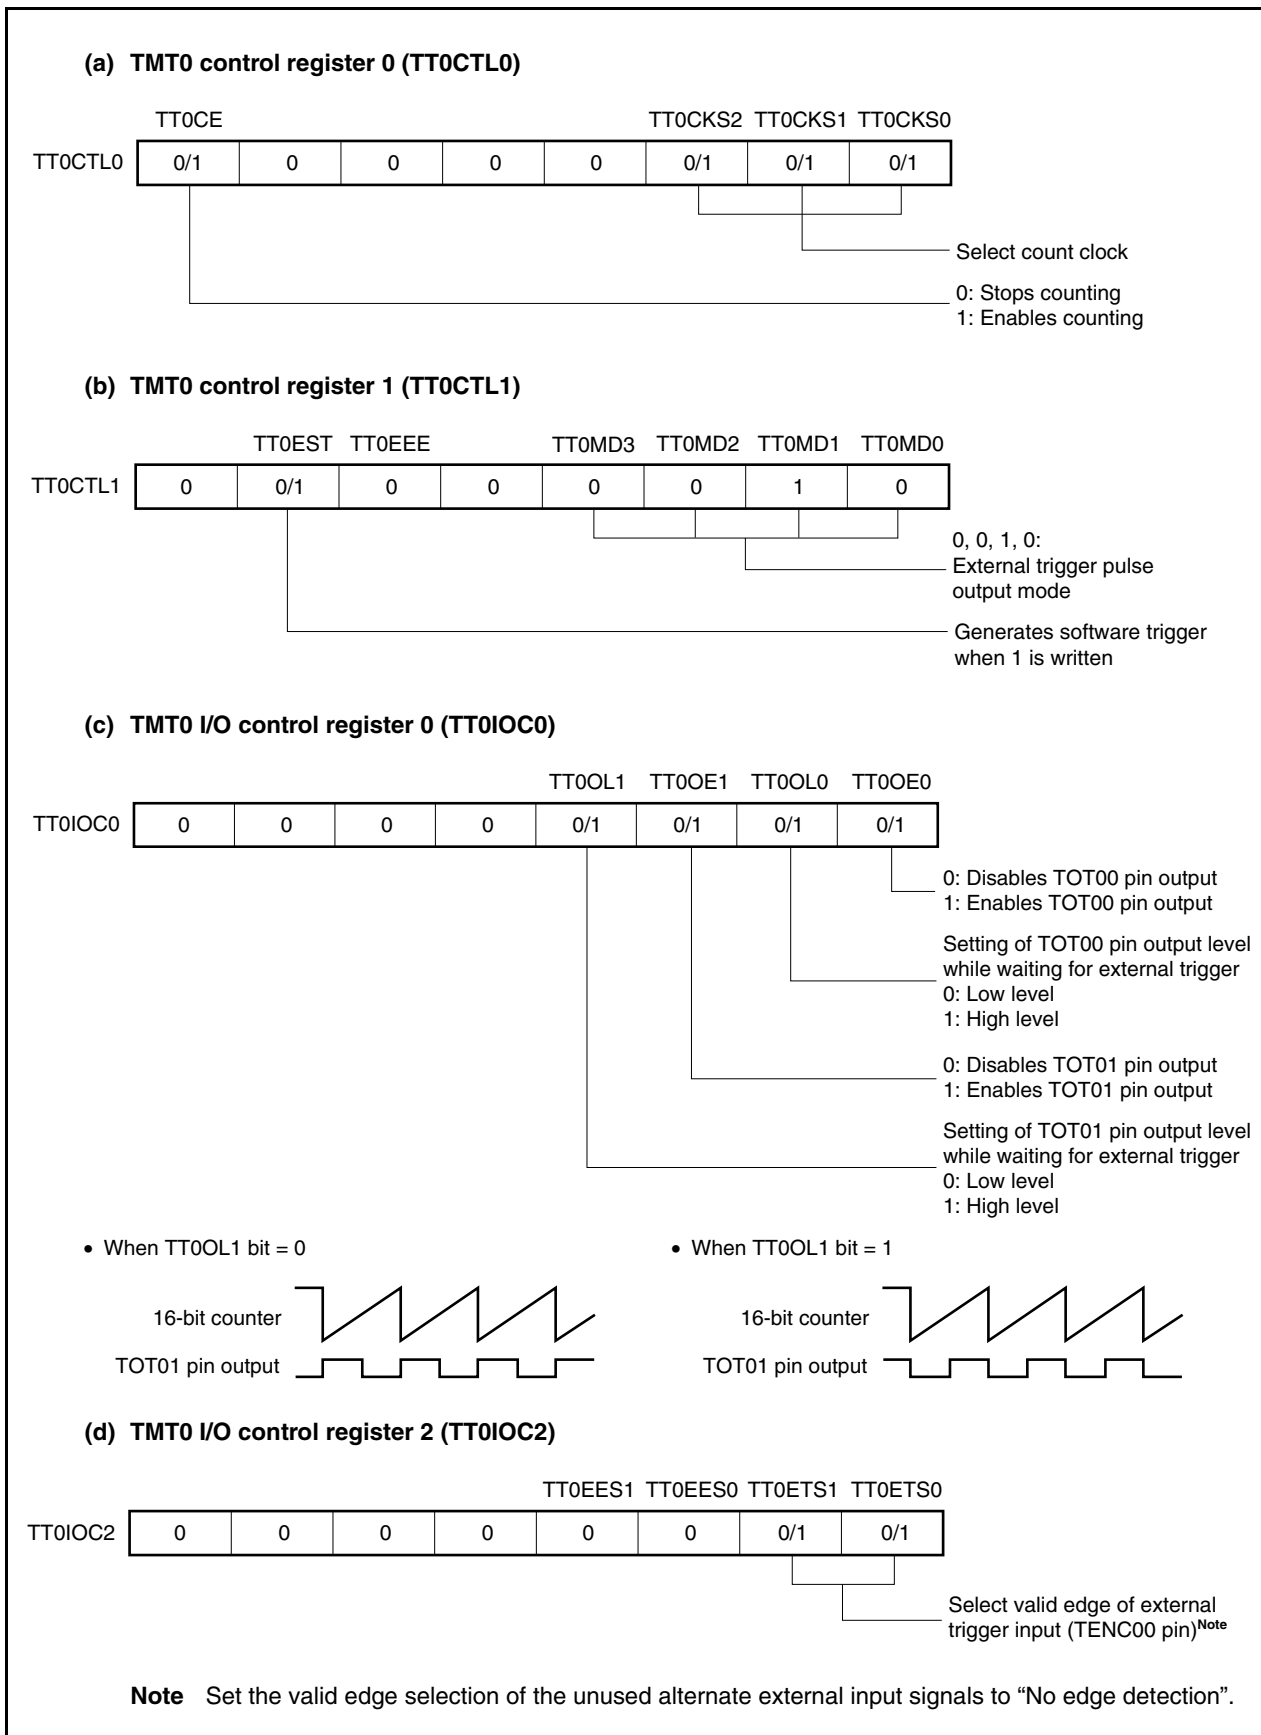 (a) TMT0 control register 0 (TT0CTL0)
TT0CE TT0CKS2 TT0CKS1 TT0CKS0
TT0CTL0 0/1 0 0 0 0 0/1 0/1 0/1
Select count clock
0: Stops counting
1: Enables counting
(b) TMT0 control register 1 (TT0CTL1)
TT0EST TT0EEE TT0MD3 TT0MD2 TT0MD1 TT0MD0
TT0CTL1 0 0/1 0 0 0 0 1 0
0, 0, 1, 0:
External trigger pulse
output mode
Generates software trigger
when 1 is written
(c) TMT0 I/O control register 0 (TT0IOC0)
TT0OL1 TT0OE1 TT0OL0 TT0OE0
TT0IOC0 0 0 0 0 0/1 0/1 0/1 0/1
0: Disables TOT00 pin output
1: Enables TOT00 pin output
Setting of TOT00 pin output level
while waiting for external trigger
0: Low level
1: High level
0: Disables TOT01 pin output
1: Enables TOT01 pin output
Setting of TOT01 pin output level
while waiting for external trigger
0: Low level
1: High level
• When TT0OL1 bit = 0
16-bit counter
TOT01 pin output
• When TT0OL1 bit = 1
16-bit counter
TOT01 pin output
(d) TMT0 I/O control register 2 (TT0IOC2)
TT0EES1 TT0EES0 TT0ETS1 TT0ETS0
TT0IOC2 0 0 0 0 0 0 0/1 0/1
Select valid edge of external
trigger input (TENC00 pin)Note
Note Set the valid edge selection of the unused alternate external input signals to “No edge detection”.